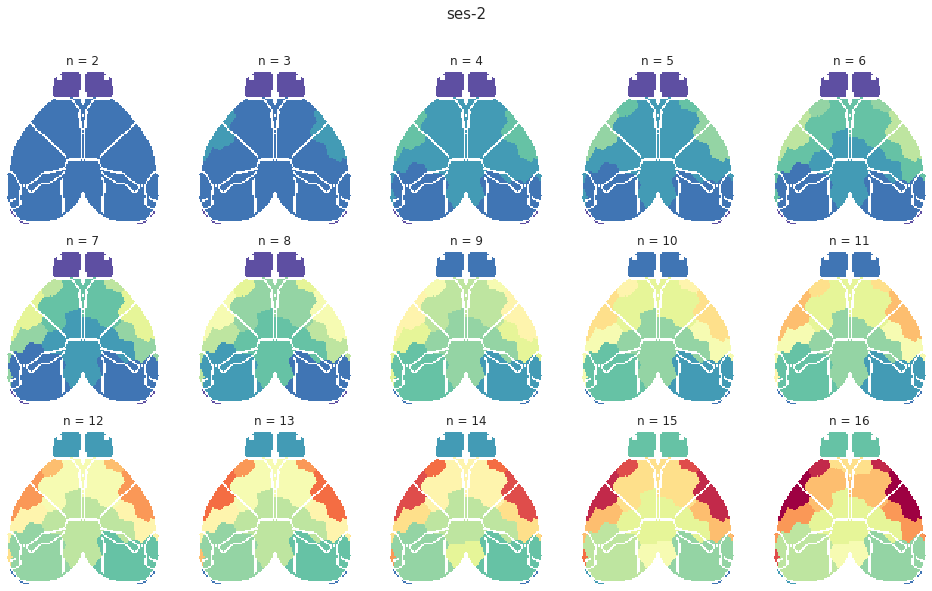 ses-2
n = 2
n = 3
n = 4
n = 5
n = 6
n = 7
n = 8
n = 9
n = 10
n = 11
n = 12
n = 13
n = 14
n = 15
n = 16